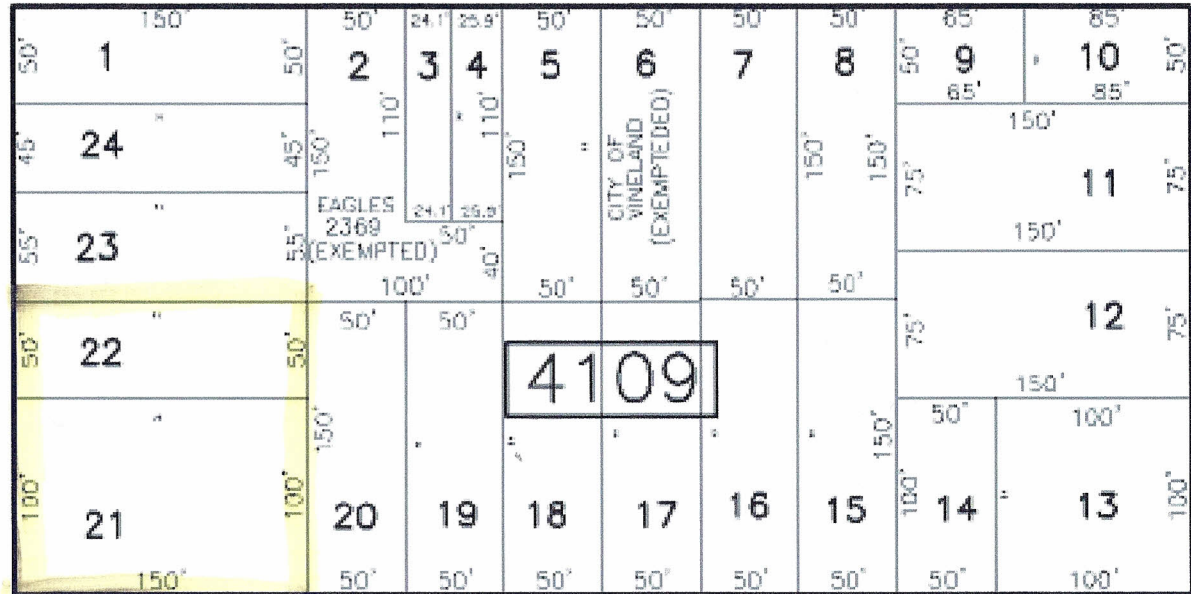 150' 50' 24.1' 25.9' 50' 50' 50' 50' 65' 85'
50' 1 50' 2 3 4 5 6 7 8 50' 9 10 50'
65' 85'
110' 110'
150'
45' 24 45' 150' 150' CITY OF VINELAND (EXEMPTEDED) 150' 150' 75' 11 75'
EAGLES 24.1' 25.9'
2369 50'
(EXEMPTED)
55' 23 55' 40' 150'
100' 50' 50' 50' 50'
50' 22 50' 50' 50' 75' 12 75'
4109
150'
50' 100'
150' 150'
100' 21 100' 20 19 18 17 16 15 100' 14 13 100'
150' 50' 50' 50' 50' 50' 50' 50' 100'